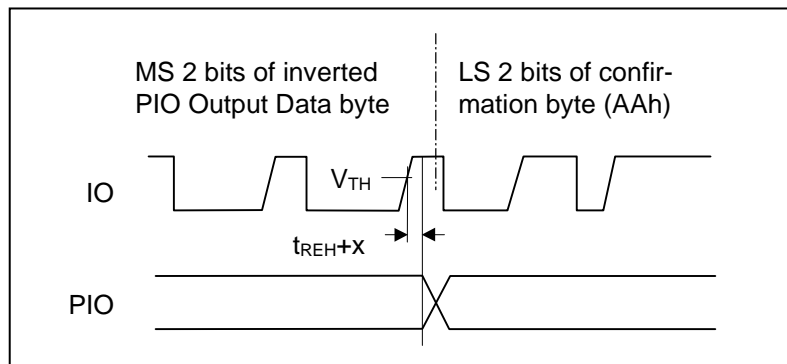 MS 2 bits of inverted
PIO Output Data byte
LS 2 bits of confir-
mation byte (AAh)
VTH
IO
tREH+x
PIO